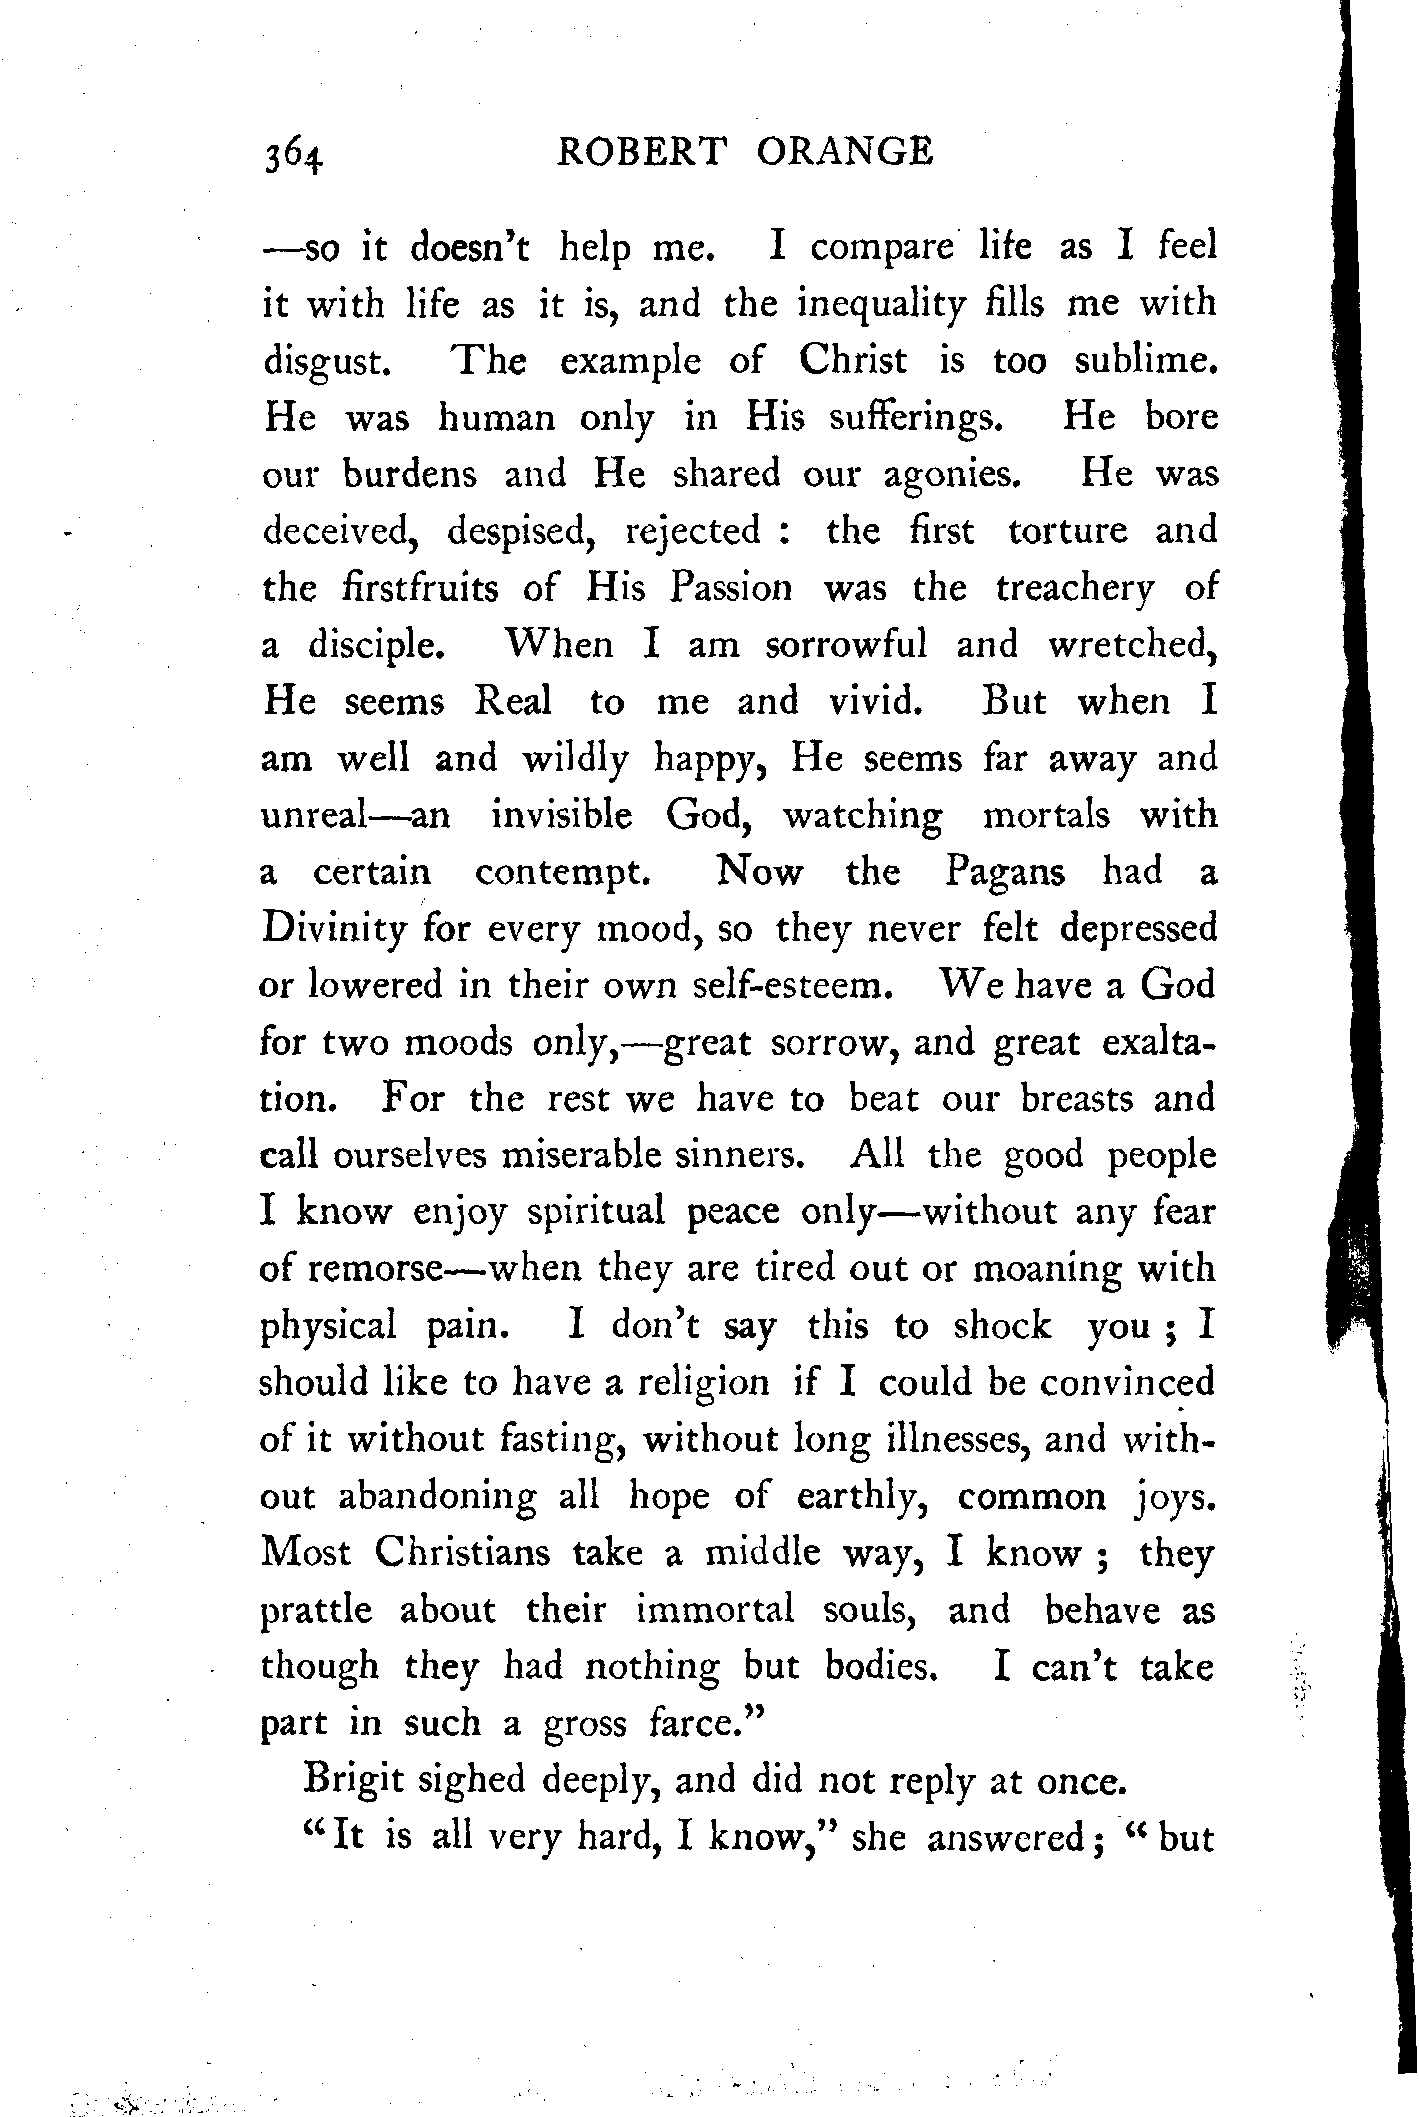 364 ROBERT ORANGE
—so it doesn't help me. I compare life as I feel
it with life as it is, and the inequality fills me with
disgust. The example of Christ is too sublime.
He was human only in His sufferings. He bore
our burdens and He shared our agonies. He was
deceived, despised, rejected : the first torture and
the firstfruits of His Passion was the treachery of
a disciple. When I am sorrowful and wretched,
He seems Real to me and vivid. But when I
am well and wildly happy, He seems far away and
unreal—an invisible God, watching mortals with
a certain contempt. Now the Pagans had a
Divinity for every mood, so they never felt depressed
or lowered in their own self-esteem. We have a God
for two moods only,—great sorrow, and great exalta-
tion. For the rest we have to beat our breasts and
call ourselves miserable sinners. All the good people
I know enjoy spiritual peace only—without any fear
of remorse—when they are tired out or moaning with
physical pain. I don't say this to shock you ; I
should like to have a religion if I could be convinced
of it without fasting, without long illnesses, and with-
out abandoning all hope of earthly, common joys.
Most Christians take a middle way, I know ; they
prattle about their immortal souls, and behave as
though they had nothing but bodies. I can't take
part in such a gross farce."
Brigit sighed deeply, and did not reply at once.
"It is all very hard, I know," she answered ; "but